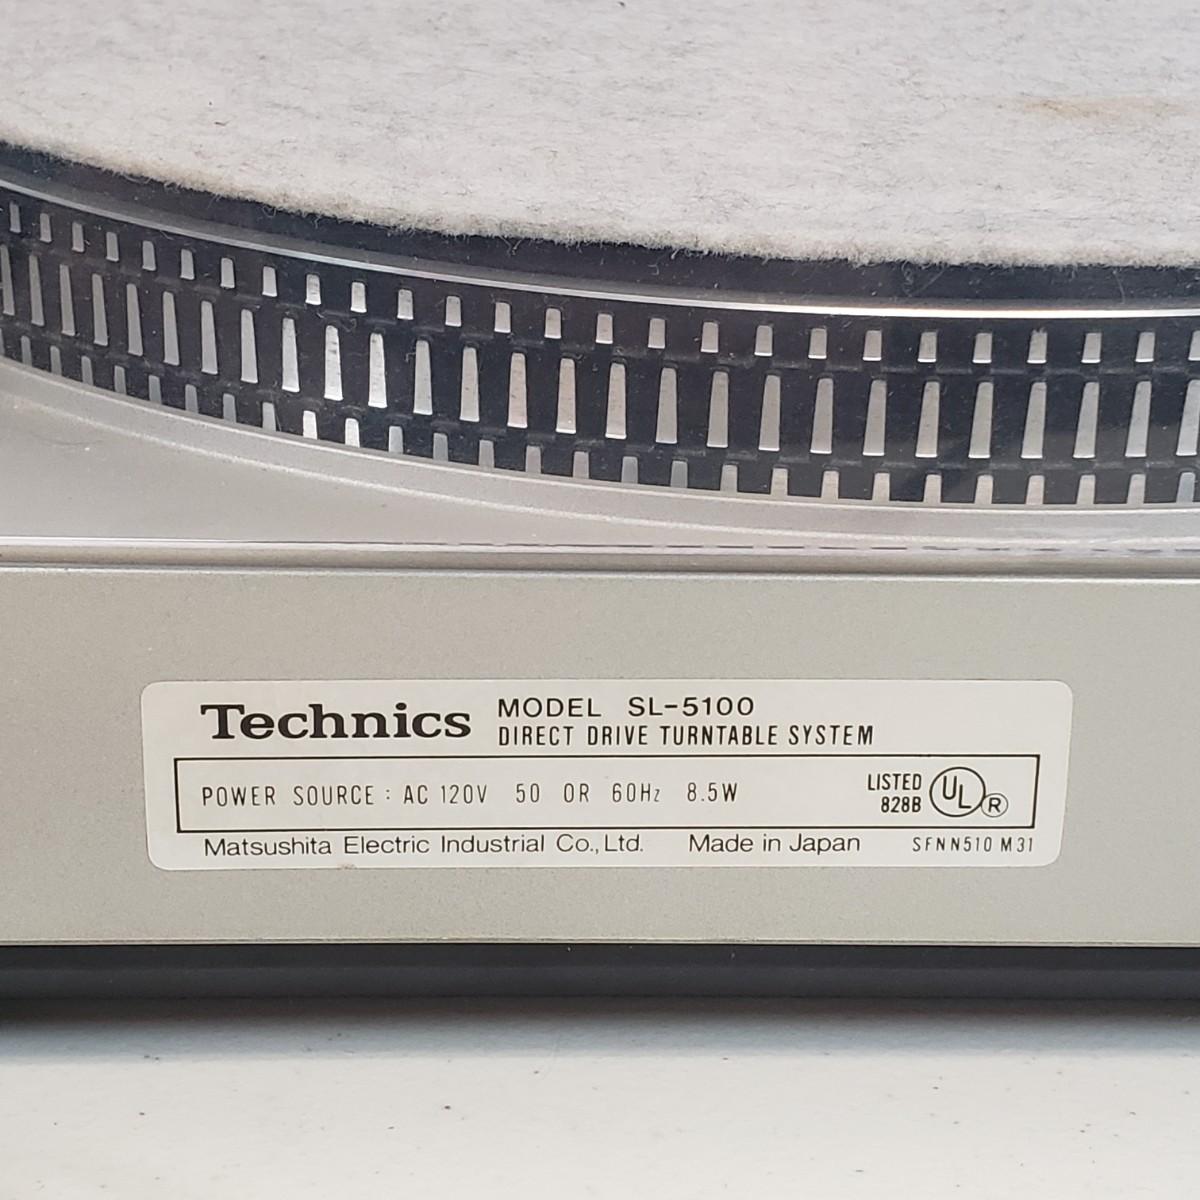 Technics MODEL SL-5100
DIRECT DRIVE TURNTABLE SYSTEM
POWER SOURCE : AC 120V 50 OR 60Hz 8.5W
LISTED
828B
UL
®
Matsushita Electric Industrial Co., Ltd. Made in Japan SFNN510 M31